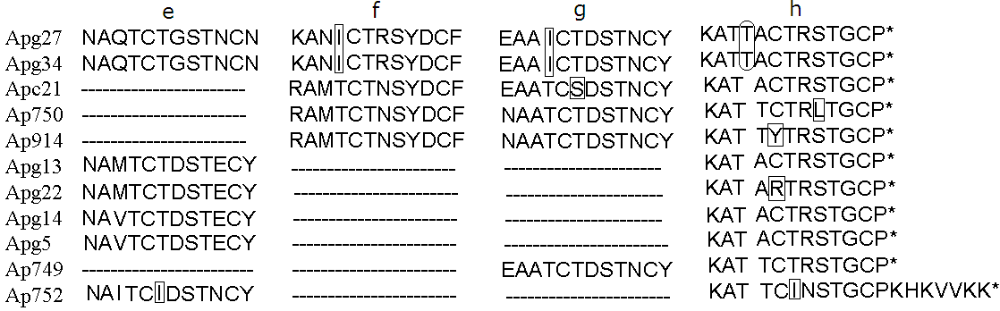 e f g h
Apg27 NAQTCTGSTNCN KANICTRSYDCF EAAICTDSTNCY KATTACTRSTGCP*
Apg34 NAQTCTGSTNCN KANICTRSYDCF EAAICTDSTNCY KATTACTRSTGCP*
Apc21 ----------------------- RAMTCTNSYDCF EAATCSDSTNCY KAT ACTRSTGCP*
Ap750 ----------------------- RAMTCTNSYDCF NAATCTDSTNCY KAT TCTRLTGCP*
Ap914 ----------------------- RAMTCTNSYDCF NAATCTDSTNCY KAT TYTRSTGCP*
Apg13 NAMTCTDSTECY ----------------------- ---------------------- KAT ACTRSTGCP*
Apg22 NAMTCTDSTECY ----------------------- ---------------------- KAT ARTRSTGCP*
Apg14 NAVTCTDSTECY ----------------------- ---------------------- KAT ACTRSTGCP*
Apg5 NAVTCTDSTECY ----------------------- ---------------------- KAT ACTRSTGCP*
Ap749 ------------------------ ----------------------- EAATCTDSTNCY KAT TCTRSTGCP*
Ap752 NAITCIDSTNCY ----------------------- ----------------------- KAT TCINSTGCPKHKVVKK*